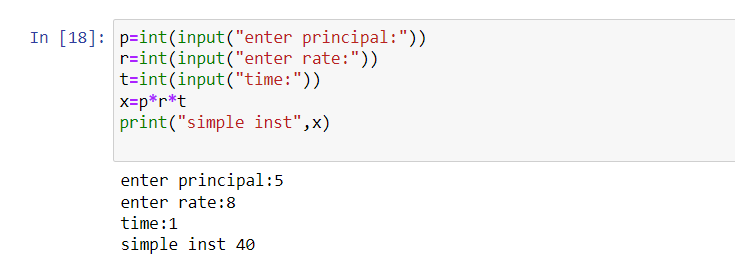 In [18]: p=int(input("enter principal:"))
r=int(input("enter rate:"))
t=int(input("time:"))
x=p*r*t
print("simple inst",x)
enter principal:5
enter rate:8
time:1
simple inst 40